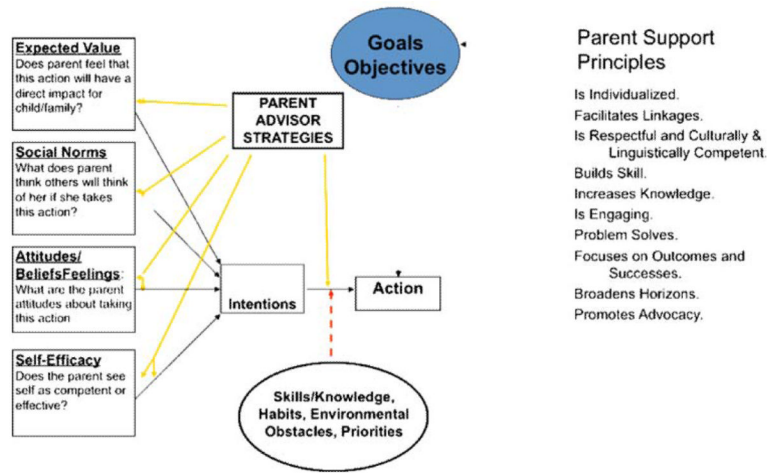 Expected Value
Does parent feel that
this action will have a
direct impact for
child/family?
Social Norms
What does parent
think others will think
of her if she takes
this action?
Attitudes/
BeliefsFeelings:
What are the parent
attitudes about taking
this action
Self-Efficacy
Does the parent see
self as competent or
effective?
PARENT
ADVISOR
STRATEGIES
Goals
Objectives
Intentions
Action
Skills/Knowledge,
Habits, Environmental
Obstacles, Priorities
Parent Support
Principles
Is Individualized.
Facilitates Linkages.
Is Respectful and Culturally &
Linguistically Competent.
Builds Skill.
Increases Knowledge.
Is Engaging.
Problem Solves.
Focuses on Outcomes and
Successes.
Broadens Horizons.
Promotes Advocacy.